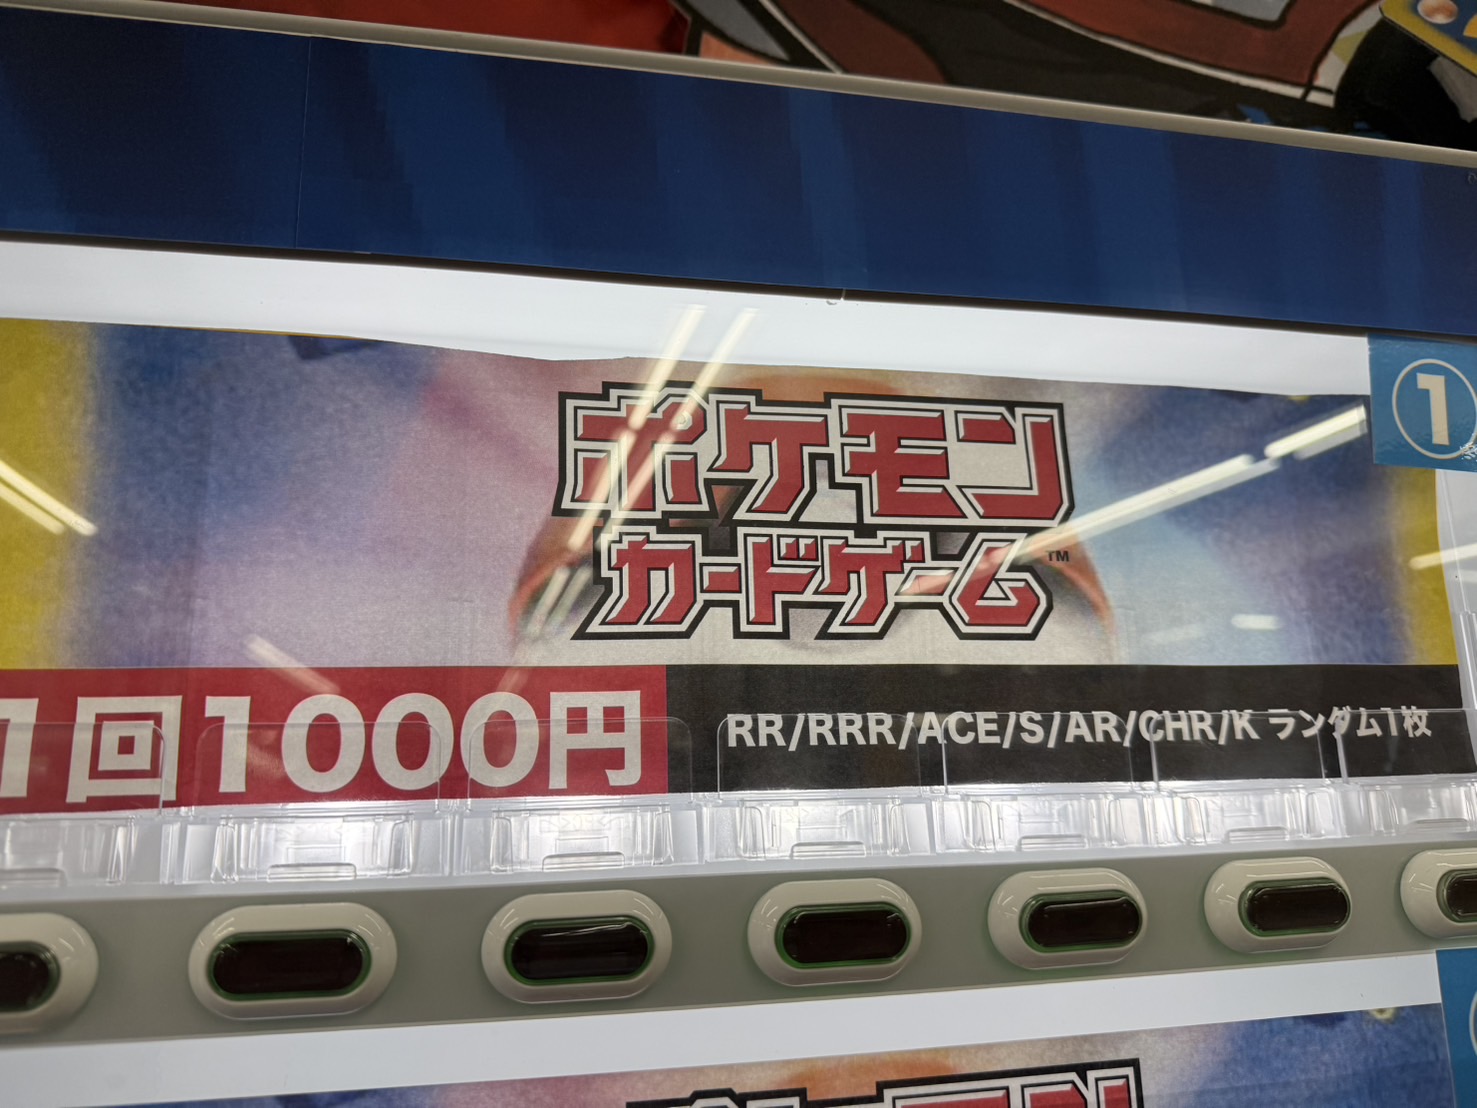 ポケモン
カードゲーム™
①
1回1000円
RR/RRR/ACE/S/AR/CHR/K ランダム1枚